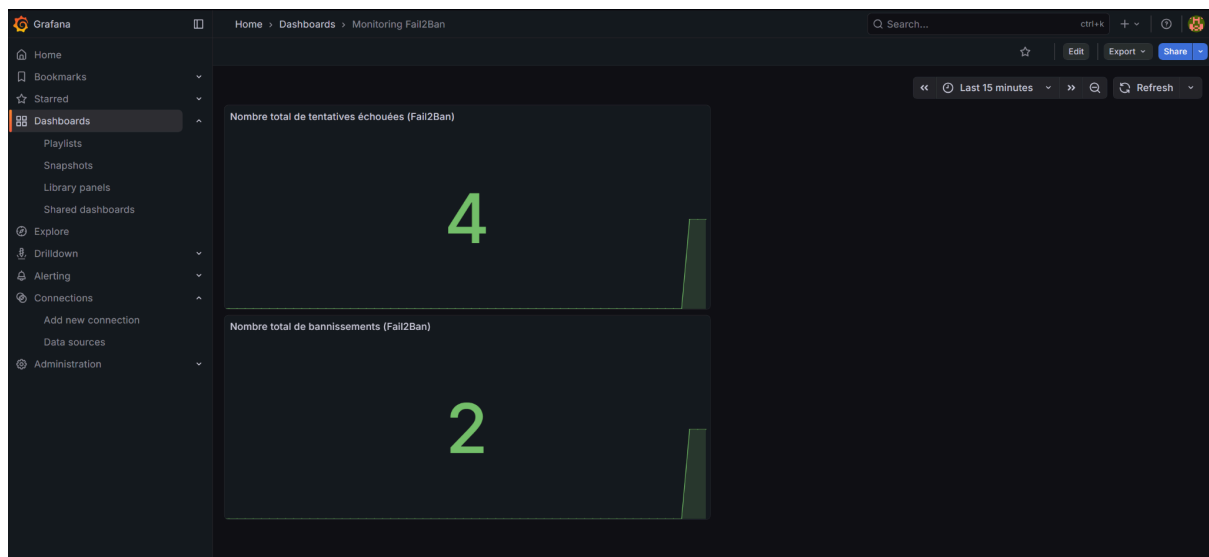 Grafana
Home › Dashboards › Monitoring Fail2Ban
Search...
ctrl+k
Home
Bookmarks
Starred
Dashboards
Playlists
Snapshots
Library panels
Shared dashboards
Explore
Drilldown
Alerting
Connections
Add new connection
Data sources
Administration
Edit
Export
Share
Last 15 minutes
Refresh
Nombre total de tentatives échouées (Fail2Ban)
4
Nombre total de bannissements (Fail2Ban)
2